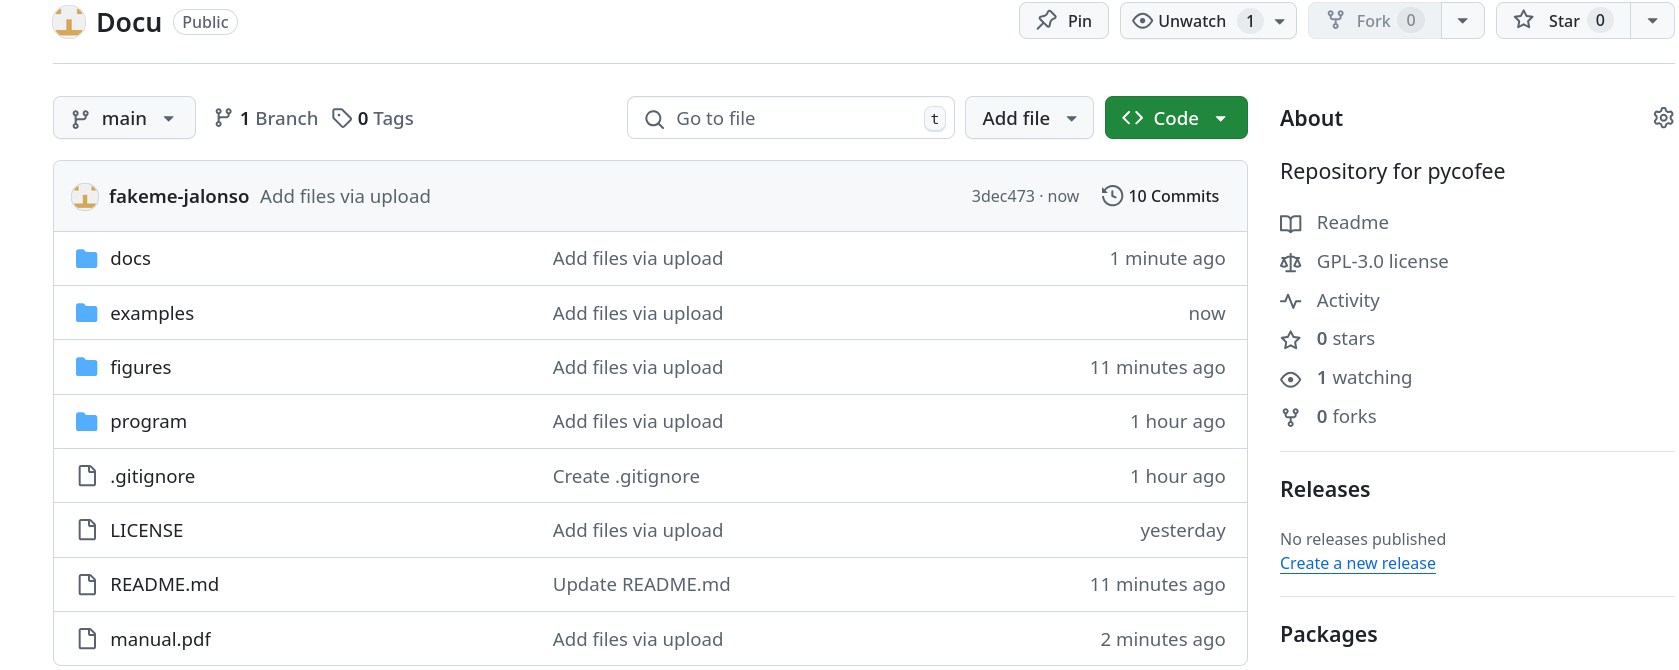 Docu Public Pin Unwatch 1 Fork 0 Star 0
main 1 Branch 0 Tags Go to file t Add file Code
fakeme-jalonso Add files via upload 3dec473 · now 10 Commits
docs Add files via upload 1 minute ago
examples Add files via upload now
figures Add files via upload 11 minutes ago
program Add files via upload 1 hour ago
.gitignore Create .gitignore 1 hour ago
LICENSE Add files via upload yesterday
README.md Update README.md 11 minutes ago
manual.pdf Add files via upload 2 minutes ago
About
Repository for pycofee
Readme
GPL-3.0 license
Activity
0 stars
1 watching
0 forks
Releases
No releases published
Create a new release
Packages